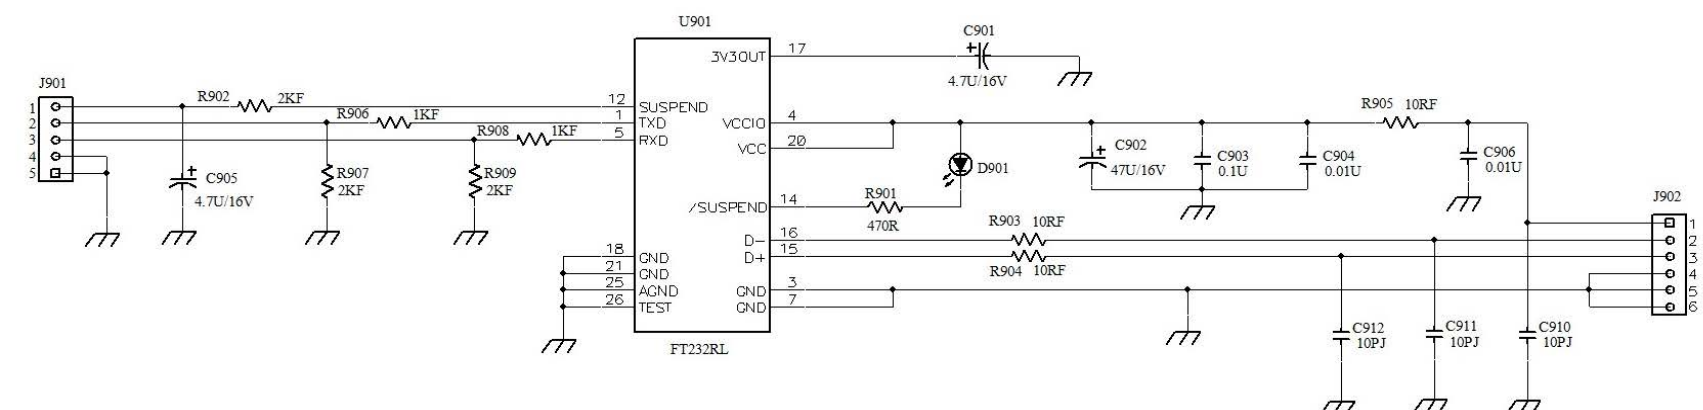 U901
C901
4.7U/16V
3V3OUT 17
J901
1
2
3
4
5
R902 2KF
R906 1KF
R908 1KF
12 SUSPEND
1 TXD
5 RXD
VCCIO 4
VCC 20
R905 10RF
C902
47U/16V
C903
0.1U
C904
0.01U
C906
0.01U
D901
C905
4.7U/16V
R907
2KF
R909
2KF
/SUSPEND 14
R901
470R
J902
1
2
3
4
5
6
R903 10RF
R904 10RF
D- 16
D+ 15
18 GND
21 GND
25 AGND
26 TEST
GND 3
GND 7
FT232RL
C912
10PJ
C911
10PJ
C910
10PJ